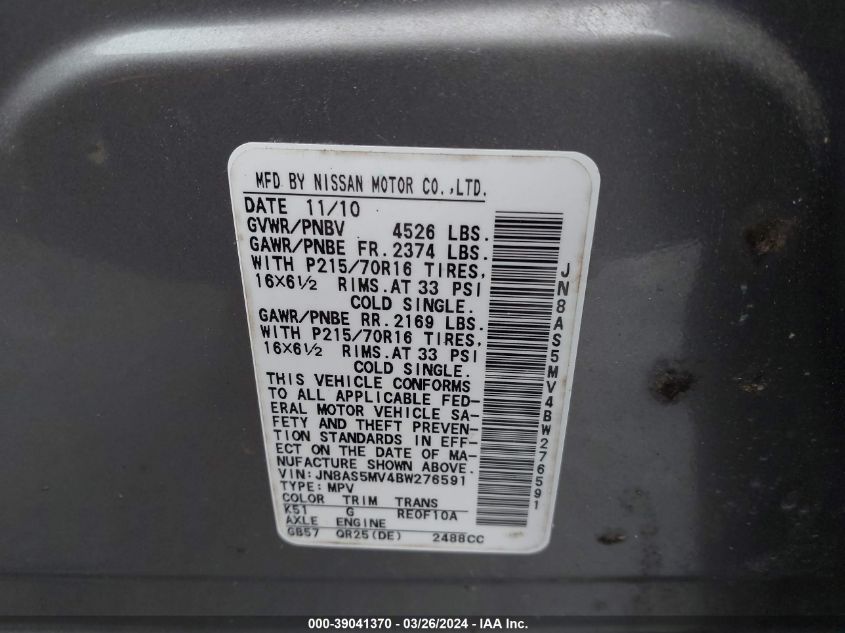 MFD BY NISSAN MOTOR CO.,LTD.
DATE 11/10
GVWR/PNBV 4526 LBS.
GAWR/PNBE FR.2374 LBS.
WITH P215/70R16 TIRES,
16X6½ RIMS.AT 33 PSI
COLD SINGLE.
GAWR/PNBE RR.2169 LBS.
WITH P215/70R16 TIRES,
16X6½ RIMS.AT 33 PSI
COLD SINGLE.
THIS VEHICLE CONFORMS
TO ALL APPLICABLE FED-
ERAL MOTOR VEHICLE SA-
FETY AND THEFT PREVEN-
TION STANDARDS IN EFF-
ECT ON THE DATE OF MA-
NUFACTURE SHOWN ABOVE.
VIN:JN8AS5MV4BW276591
TYPE:MPV
COLOR TRIM TRANS
K51 G RE0F10A
AXLE ENGINE
GB57 QR25(DE) 2488CC
JN8AS5MV4BW276591
000-39041370 - 03/26/2024 - IAA Inc.